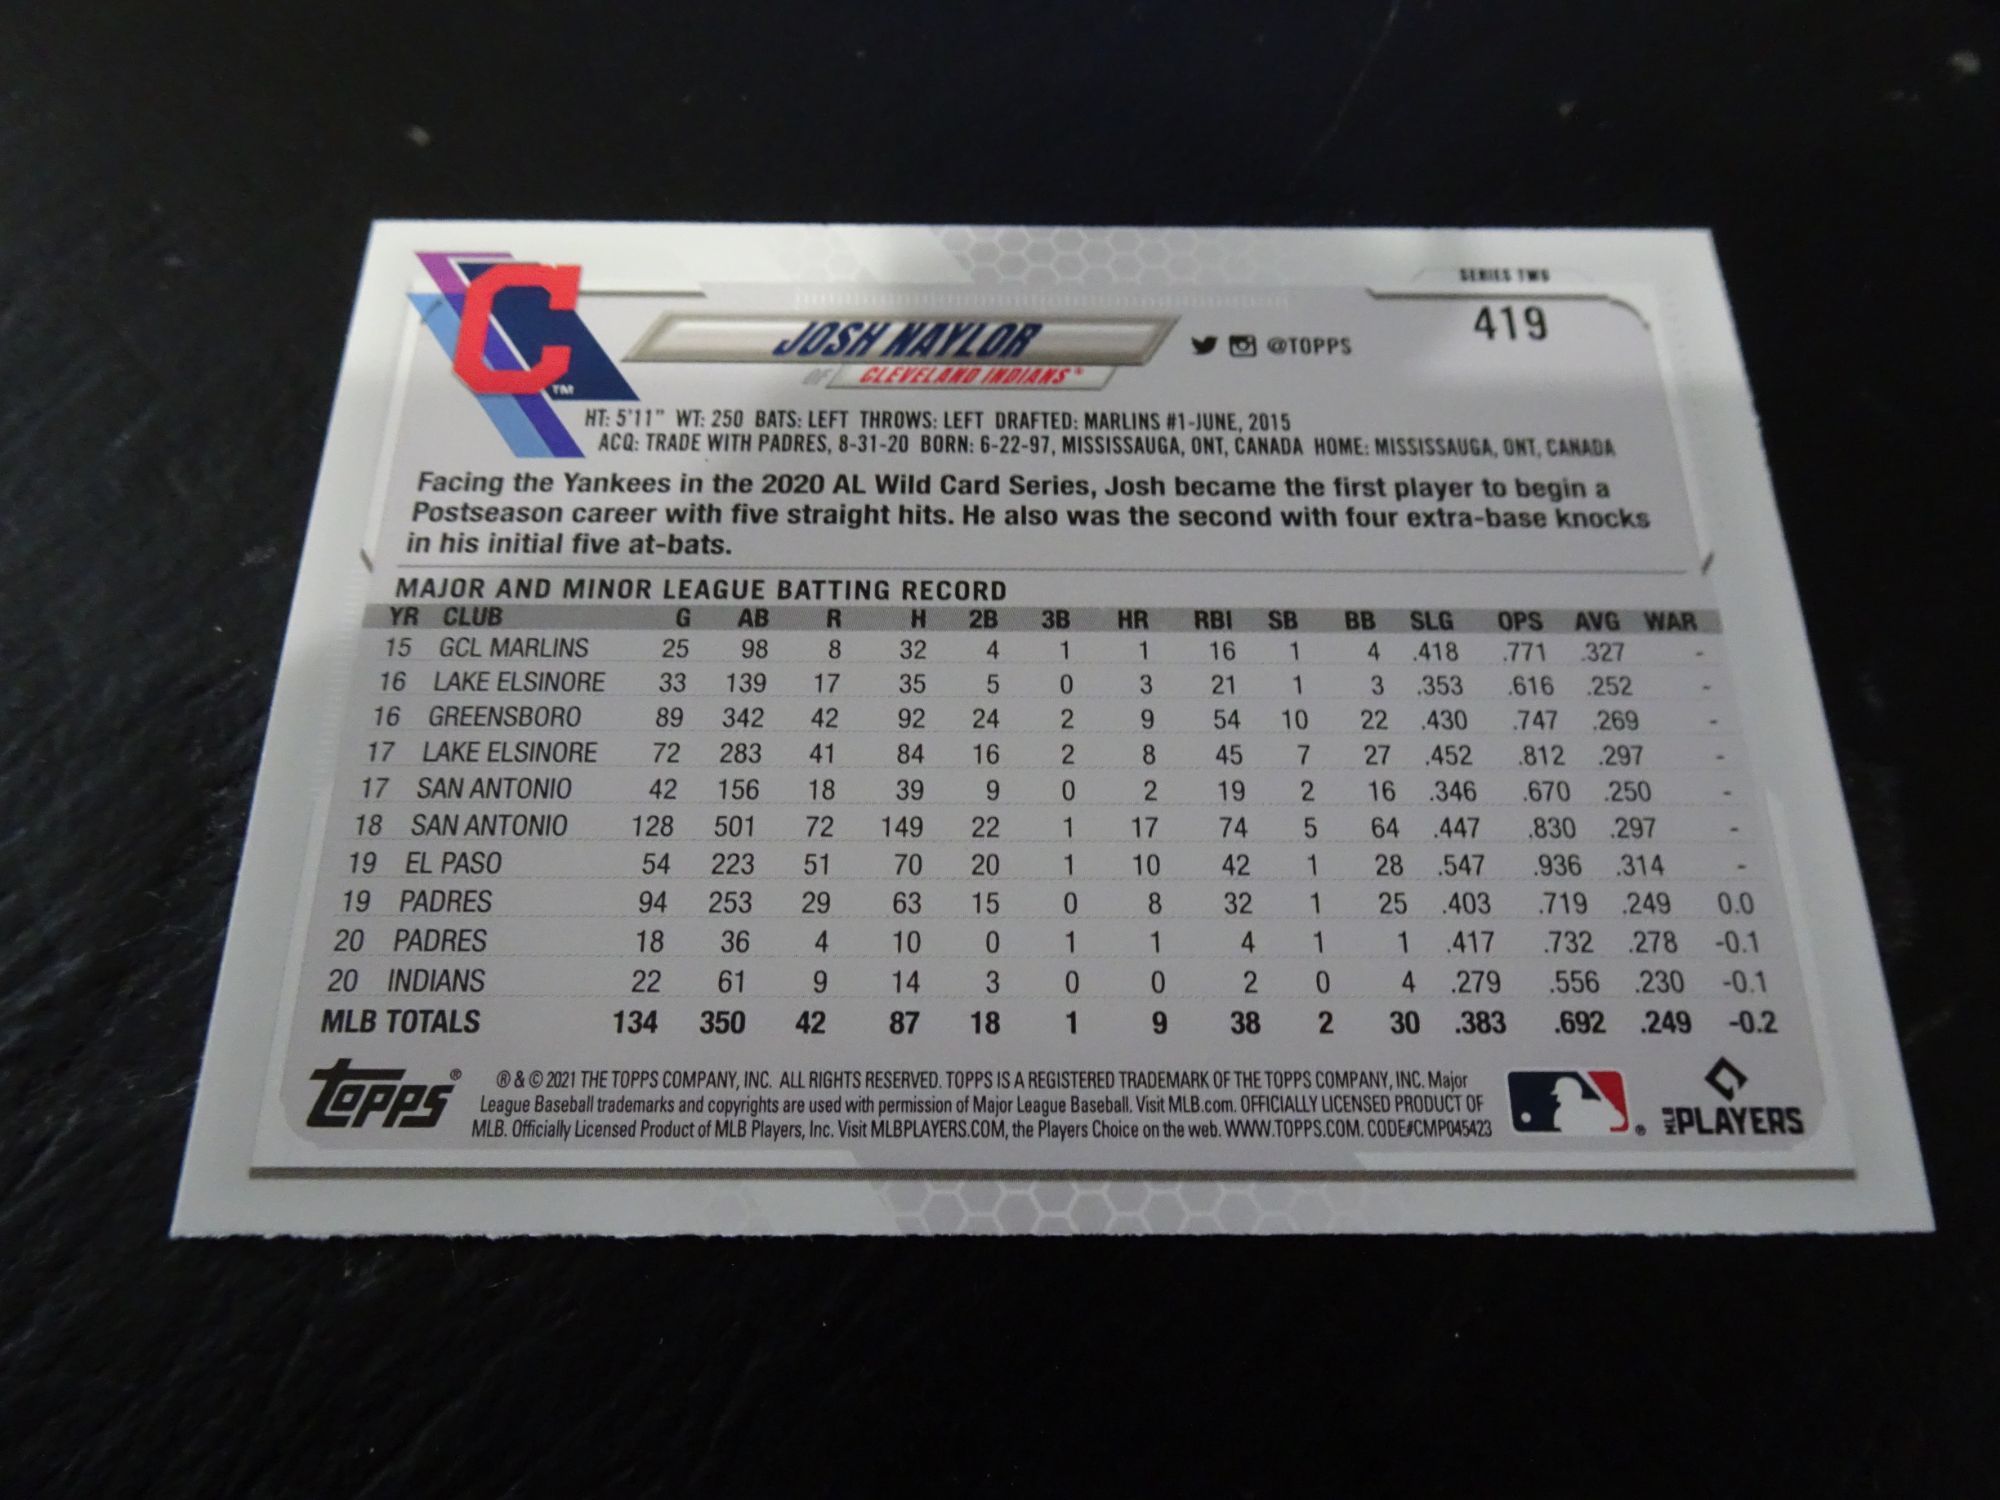 SERIES TWO
419
C
TM
JOSH NAYLOR
@TOPPS
OF CLEVELAND INDIANS®
HT: 5'11" WT: 250 BATS: LEFT THROWS: LEFT DRAFTED: MARLINS #1-JUNE, 2015
ACQ: TRADE WITH PADRES, 8-31-20 BORN: 6-22-97, MISSISSAUGA, ONT, CANADA HOME: MISSISSAUGA, ONT, CANADA
Facing the Yankees in the 2020 AL Wild Card Series, Josh became the first player to begin a
Postseason career with five straight hits. He also was the second with four extra-base knocks
in his initial five at-bats.
MAJOR AND MINOR LEAGUE BATTING RECORD
YR CLUB G AB R H 2B 3B HR RBI SB BB SLG OPS AVG WAR
15 GCL MARLINS 25 98 8 32 4 1 1 16 1 4 .418 .771 .327 -
16 LAKE ELSINORE 33 139 17 35 5 0 3 21 1 3 .353 .616 .252 -
16 GREENSBORO 89 342 42 92 24 2 9 54 10 22 .430 .747 .269 -
17 LAKE ELSINORE 72 283 41 84 16 2 8 45 7 27 .452 .812 .297 -
17 SAN ANTONIO 42 156 18 39 9 0 2 19 2 16 .346 .670 .250 -
18 SAN ANTONIO 128 501 72 149 22 1 17 74 5 64 .447 .830 .297 -
19 EL PASO 54 223 51 70 20 1 10 42 1 28 .547 .936 .314 -
19 PADRES 94 253 29 63 15 0 8 32 1 25 .403 .719 .249 0.0
20 PADRES 18 36 4 10 0 1 1 4 1 1 .417 .732 .278 -0.1
20 INDIANS 22 61 9 14 3 0 0 2 0 4 .279 .556 .230 -0.1
MLB TOTALS 134 350 42 87 18 1 9 38 2 30 .383 .692 .249 -0.2
Topps® ® & © 2021 THE TOPPS COMPANY, INC. ALL RIGHTS RESERVED. TOPPS IS A REGISTERED TRADEMARK OF THE TOPPS COMPANY, INC. Major
League Baseball trademarks and copyrights are used with permission of Major League Baseball. Visit MLB.com. OFFICIALLY LICENSED PRODUCT OF
MLB. Officially Licensed Product of MLB Players, Inc. Visit MLBPLAYERS.COM, the Players Choice on the web. WWW.TOPPS.COM. CODE#CMP045423
® MLB PLAYERS